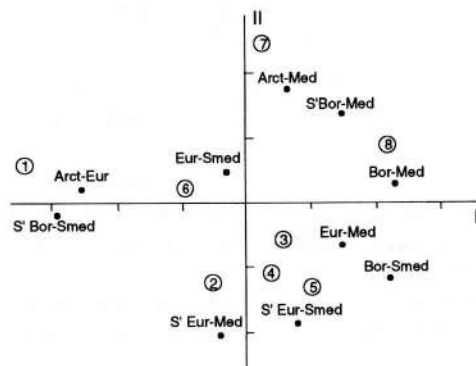 II
⑦
Arct-Med
S'Bor-Med
⑧
①
Eur-Smed
Bor-Med
Arct-Eur
⑥
S' Bor-Smed
③
Eur-Med
④
Bor-Smed
②
⑤
S' Eur-Med
S' Eur-Smed